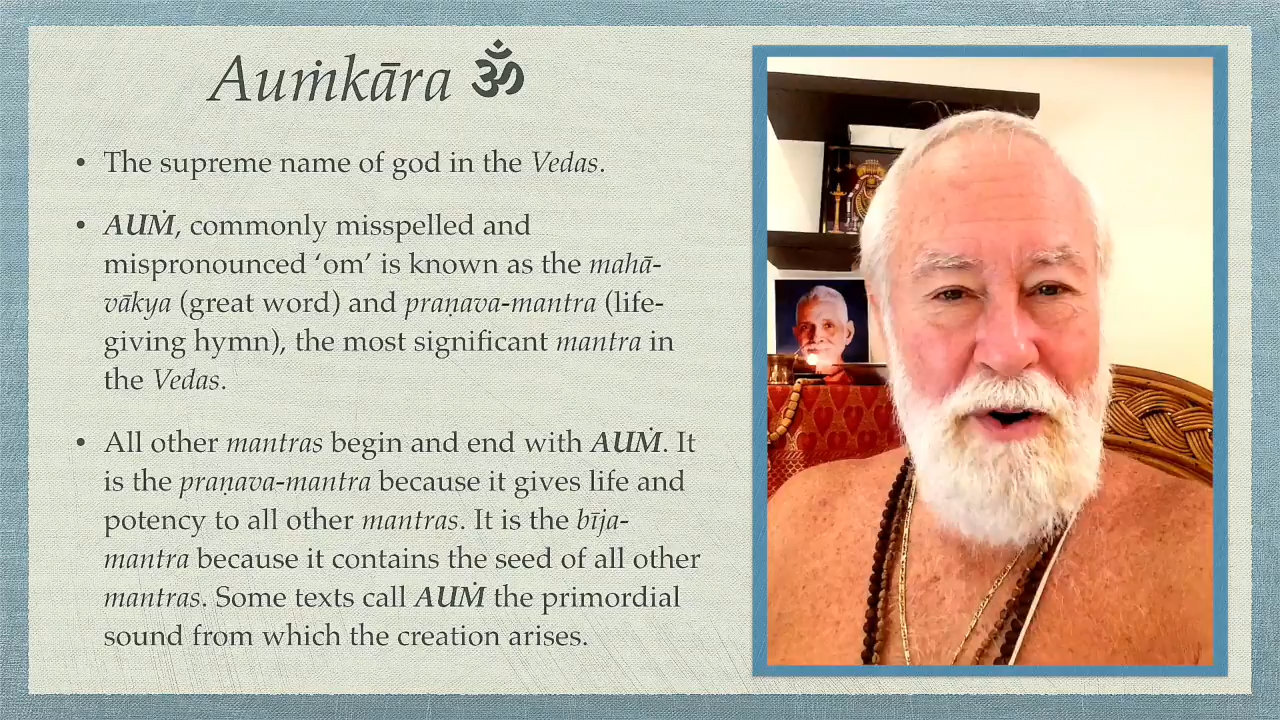 Auṁkāra ॐ
• The supreme name of god in the Vedas.
• AUṀ, commonly misspelled and
mispronounced ‘om’ is known as the mahā-
vākya (great word) and praṇava-mantra (life-
giving hymn), the most significant mantra in
the Vedas.
• All other mantras begin and end with AUṀ. It
is the praṇava-mantra because it gives life and
potency to all other mantras. It is the bīja-
mantra because it contains the seed of all other
mantras. Some texts call AUṀ the primordial
sound from which the creation arises.